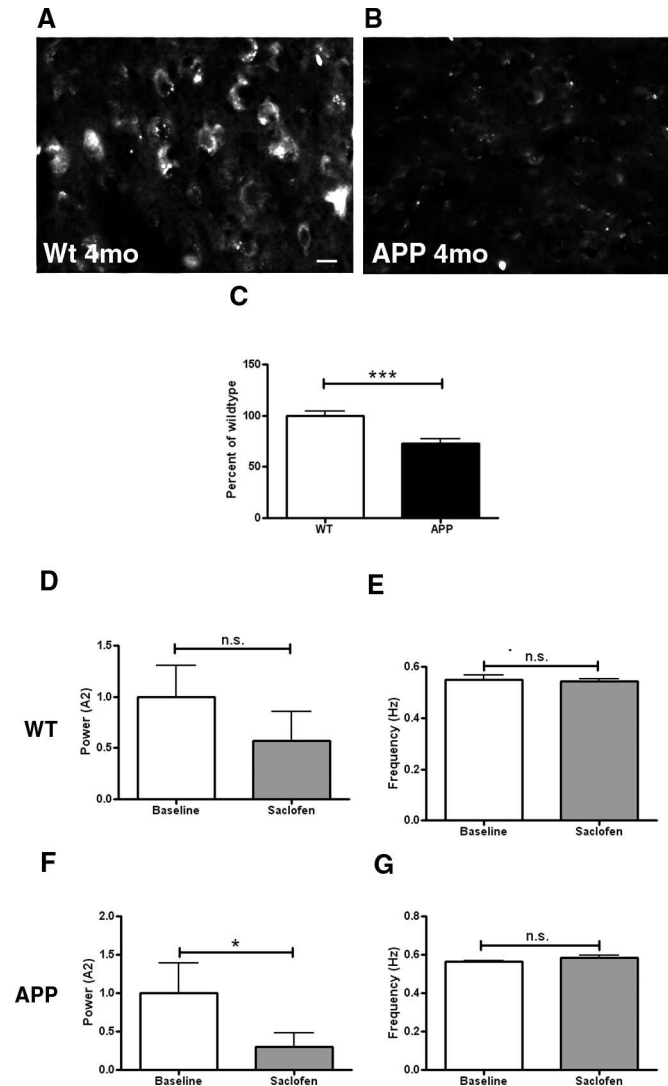 A
B
Wt 4mo
APP 4mo
C
150
***
100
50
0
Percent of wildtype
WT
APP
D
E
WT
n.s.
1.5
1.0
0.5
0.0
Power (A2)
Baseline
Saclofen
n.s.
0.6
0.4
0.2
0.0
Frequency (Hz)
Baseline
Saclofen
F
G
APP
*
2.0
1.5
1.0
0.5
0.0
Power (A2)
Baseline
Saclofen
n.s.
0.8
0.6
0.4
0.2
0.0
Frequency (Hz)
Baseline
Saclofen